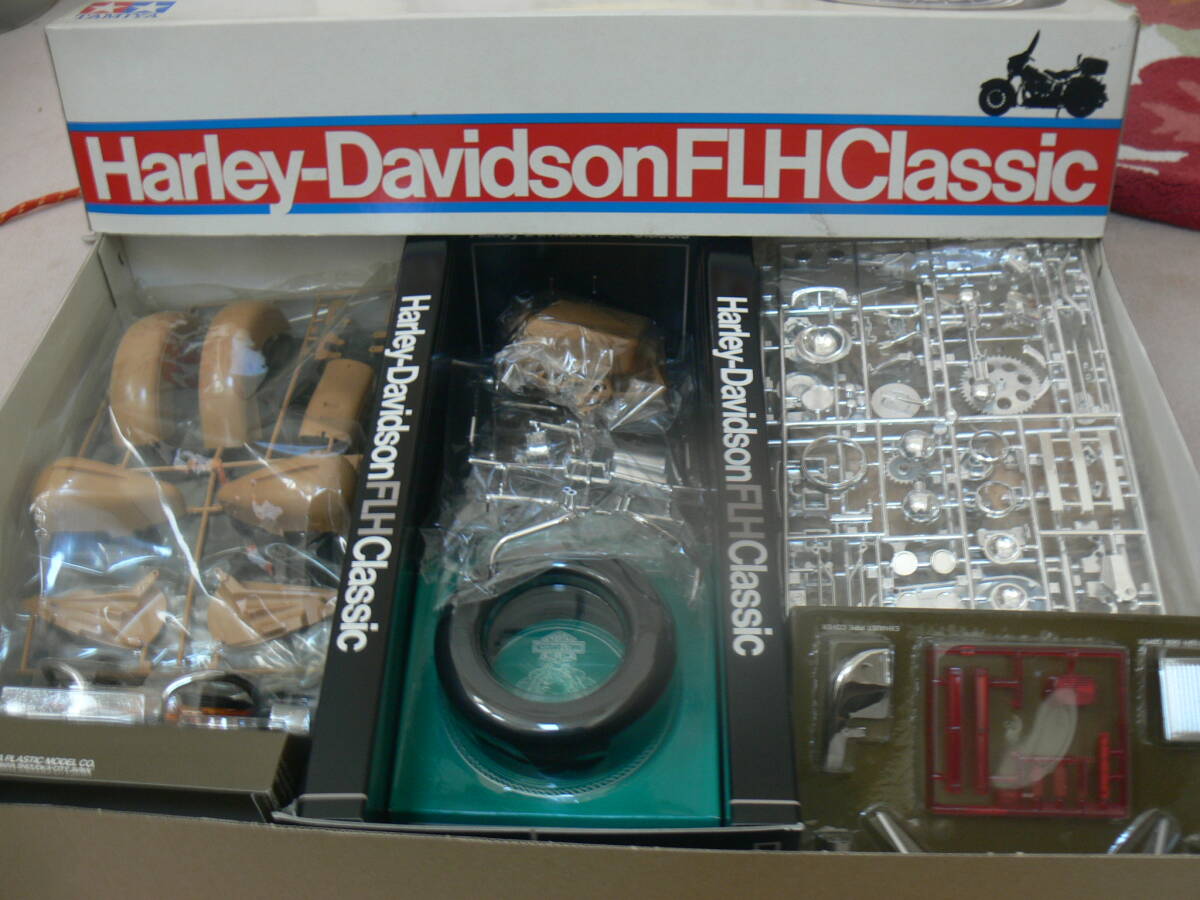 TAMIYA
Harley-Davidson FLH Classic
Harley-Davidson FLH Classic
Harley-Davidson FLH Classic
EXHAUST PIPE COVER
PLASTIC MODEL CO.